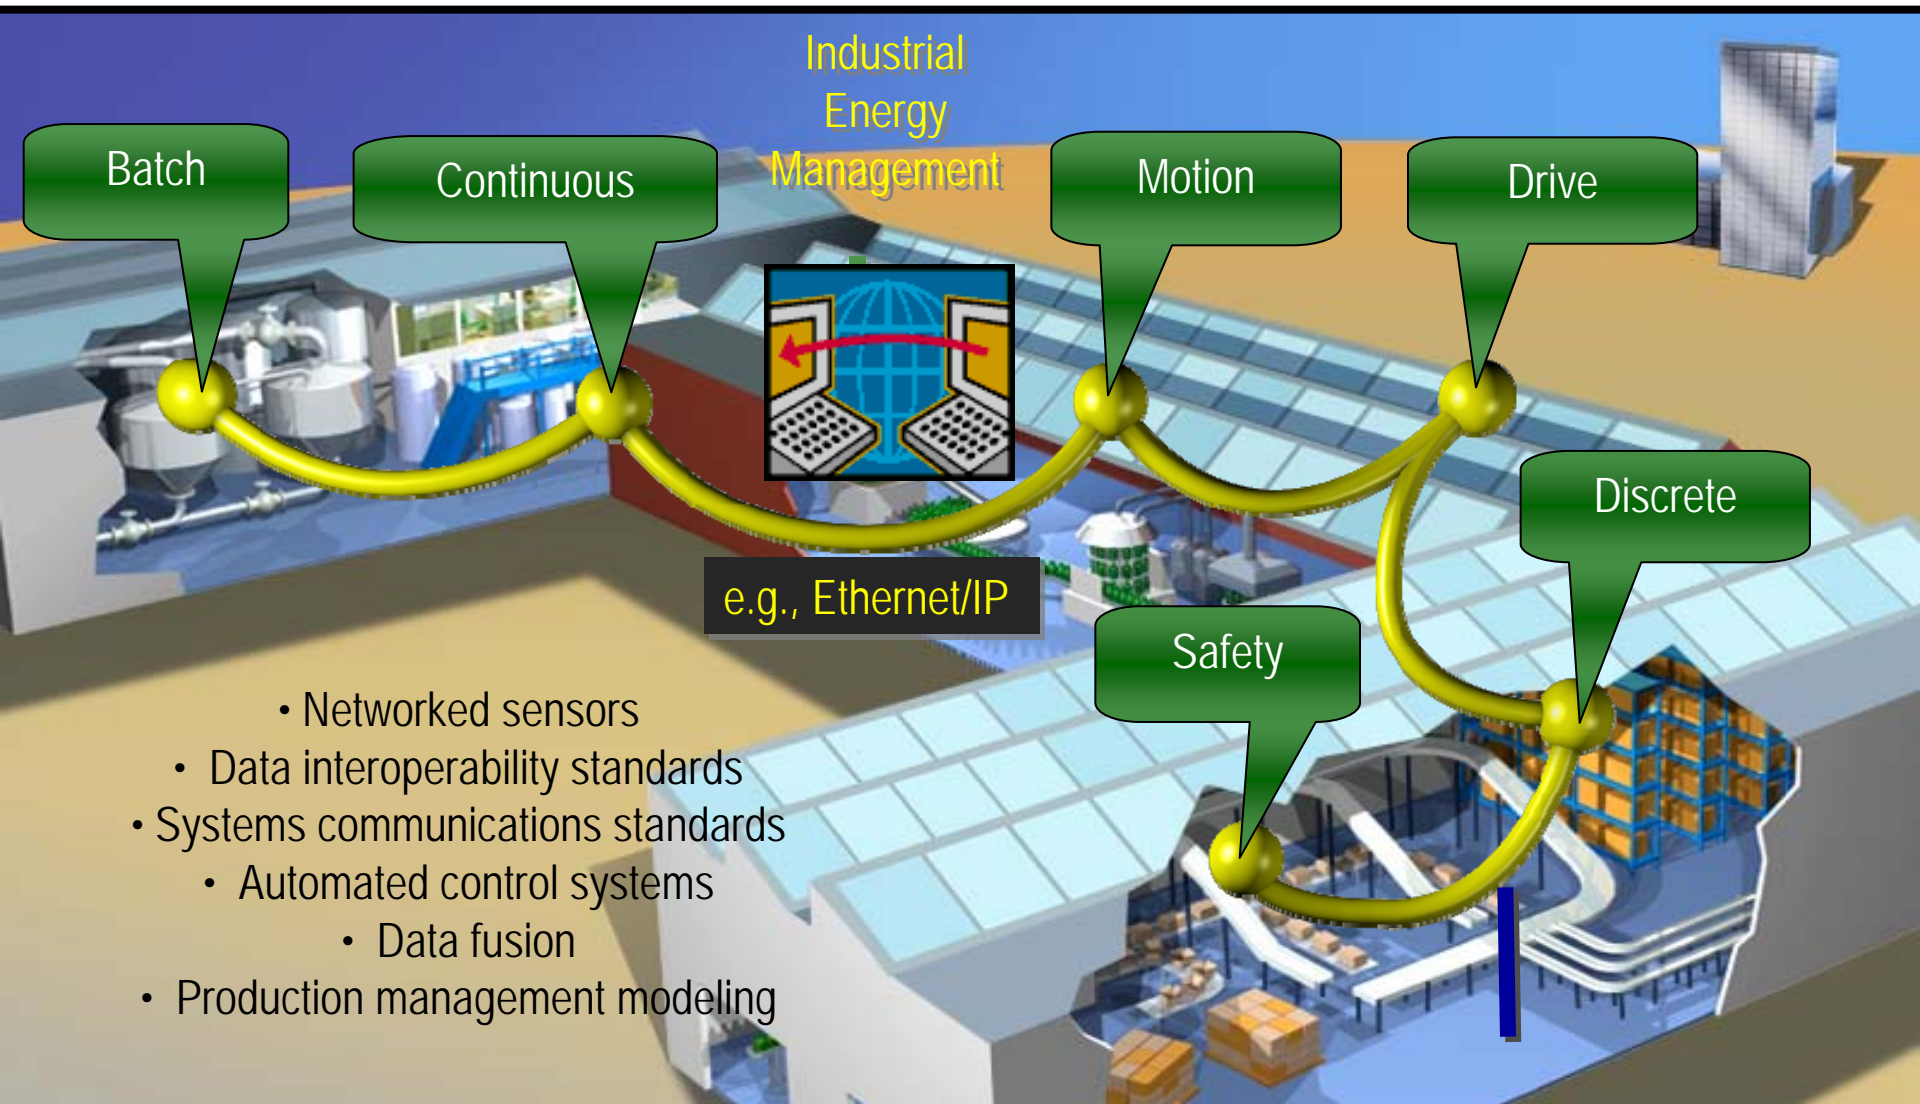 Industrial
Energy
Management
Batch
Continuous
Motion
Drive
Discrete
e.g., Ethernet/IP
Safety
• Networked sensors
• Data interoperability standards
• Systems communications standards
• Automated control systems
• Data fusion
• Production management modeling